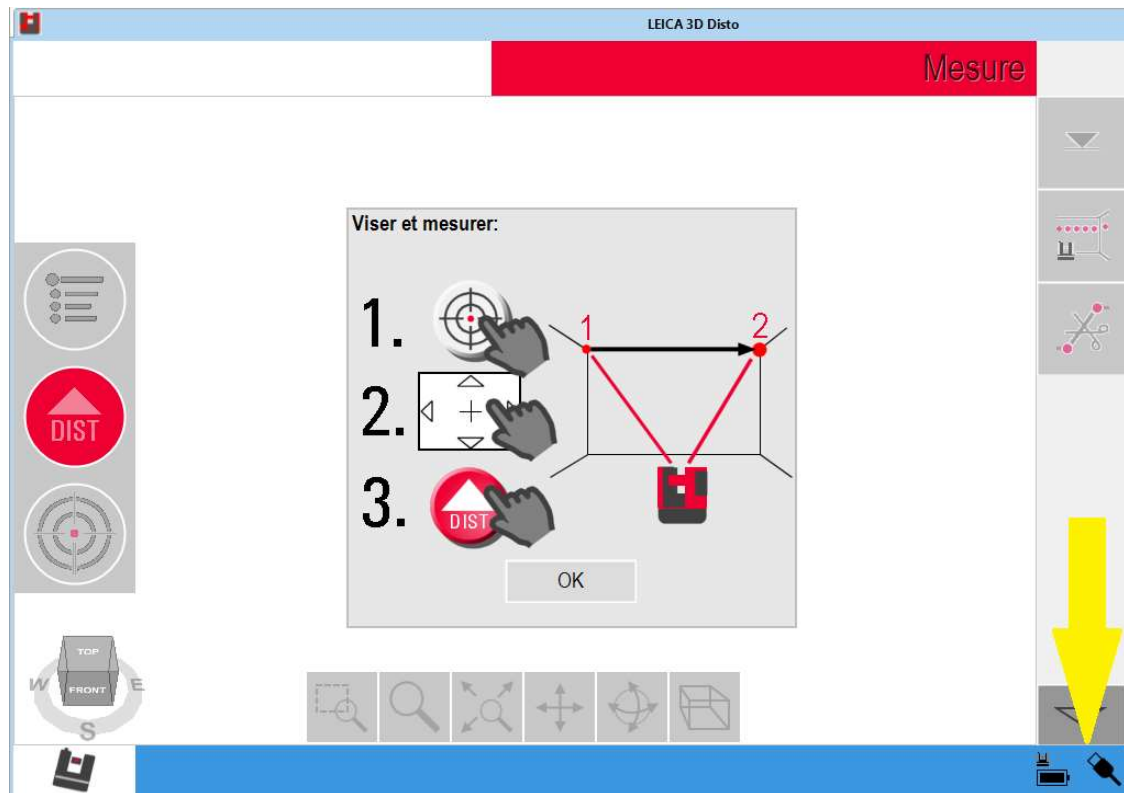 LEICA 3D Disto
Mesure
Viser et mesurer:
1.
2.
3.
DIST
1
2
OK
DIST
TOP
FRONT
W
E
S